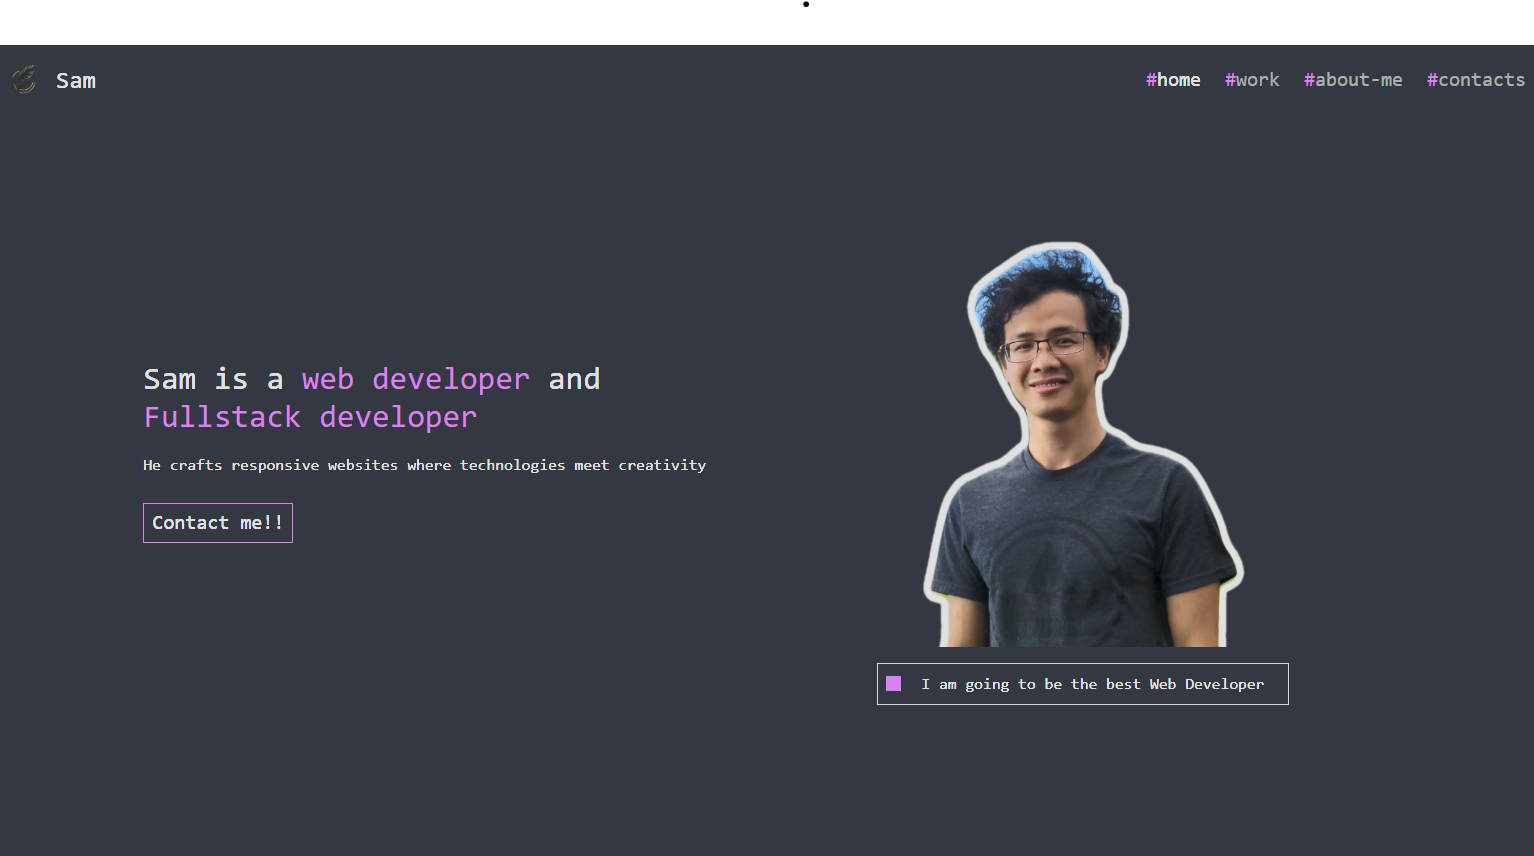 Sam
#home #work #about-me #contacts
Sam is a web developer and
Fullstack developer
He crafts responsive websites where technologies meet creativity
Contact me!!
I am going to be the best Web Developer